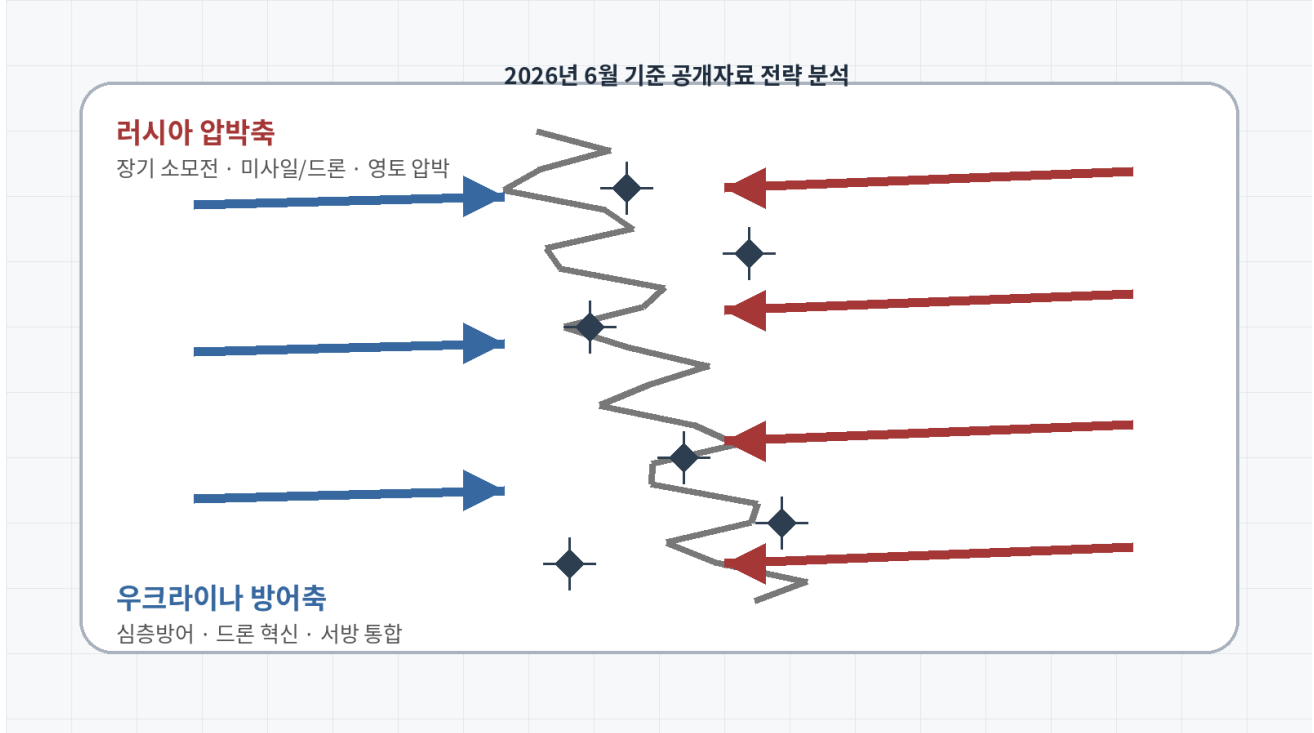 2026년 6월 기준 공개자료 전략 분석
러시아 압박축
장기 소모전 · 미사일/드론 · 영토 압박
우크라이나 방어축
심층방어 · 드론 혁신 · 서방 통합